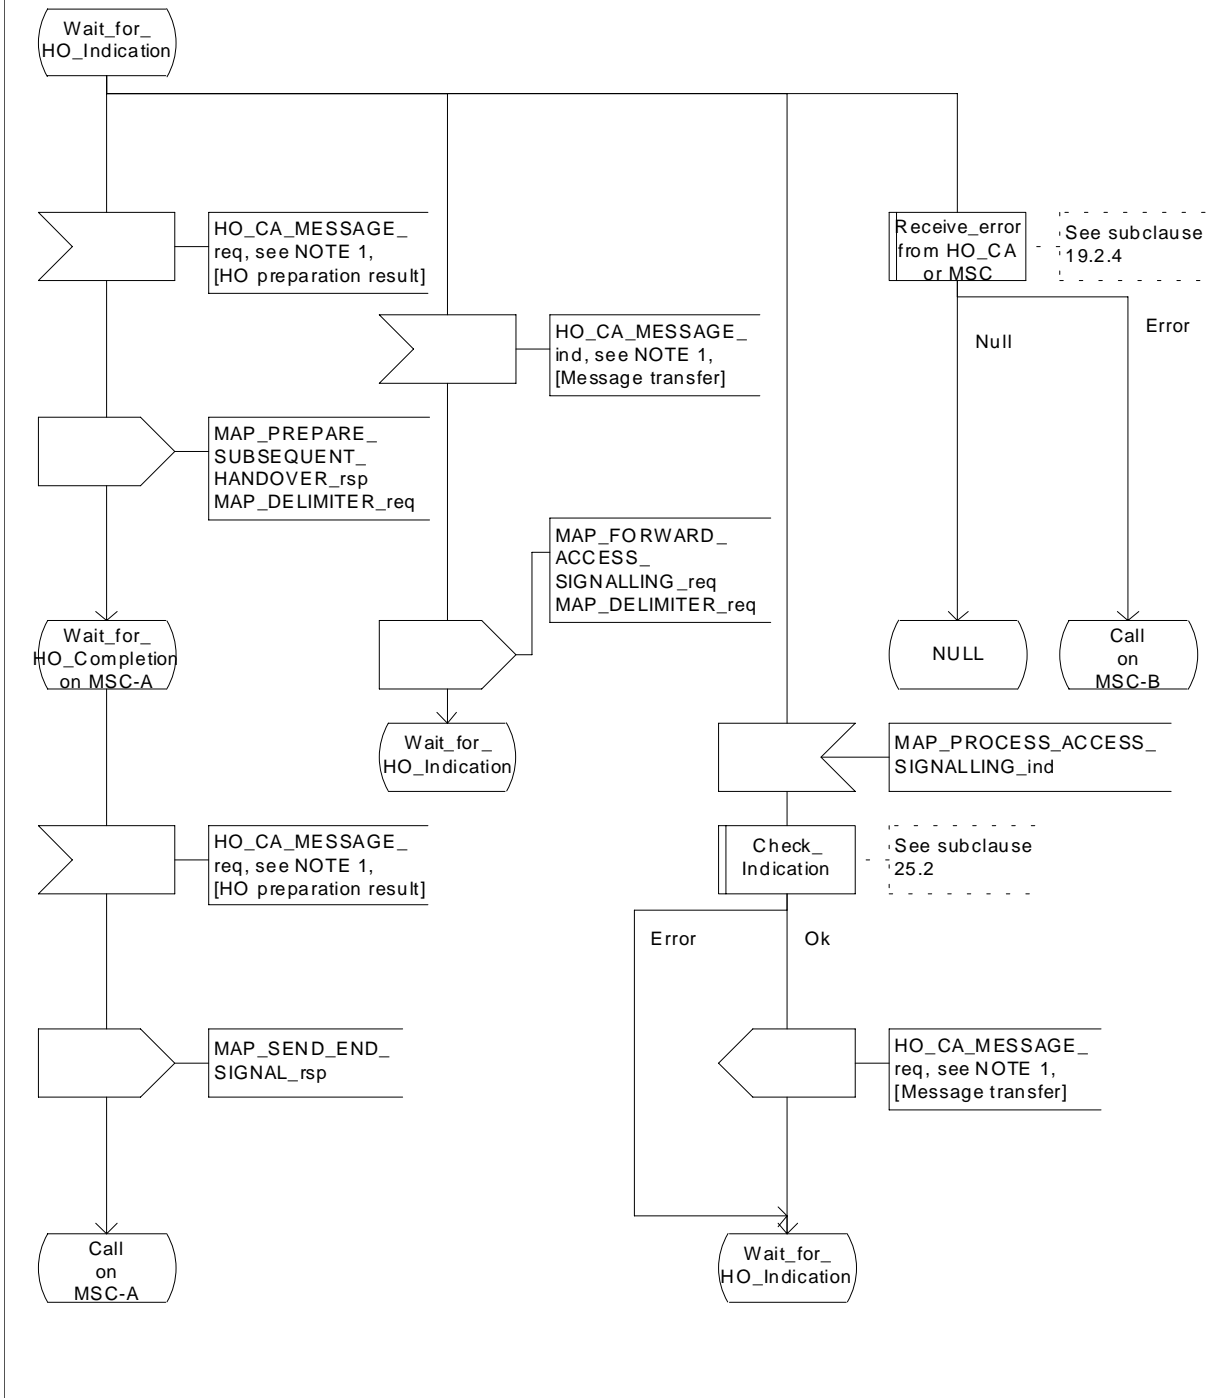 Wait_for_
HO_Indication
HO_CA_MESSAGE_
req, see NOTE 1,
[HO preparation result]
Receive_error
from HO_CA
or MSC
See subclause
19.2.4
HO_CA_MESSAGE_
ind, see NOTE 1,
[Message transfer]
Null
Error
MAP_PREPARE_
SUBSEQUENT_
HANDOVER_rsp
MAP_DELIMITER_req
MAP_FORWARD_
ACCESS_
SIGNALLING_req
MAP_DELIMITER_req
Wait_for_
HO_Completion
on MSC-A
NULL
Call
on
MSC-B
Wait_for_
HO_Indication
MAP_PROCESS_ACCESS_
SIGNALLING_ind
HO_CA_MESSAGE_
req, see NOTE 1,
[HO preparation result]
Check_
Indication
See subclause
25.2
Error
Ok
MAP_SEND_END_
SIGNAL_rsp
HO_CA_MESSAGE_
req, see NOTE 1,
[Message transfer]
Call
on
MSC-A
Wait_for_
HO_Indication